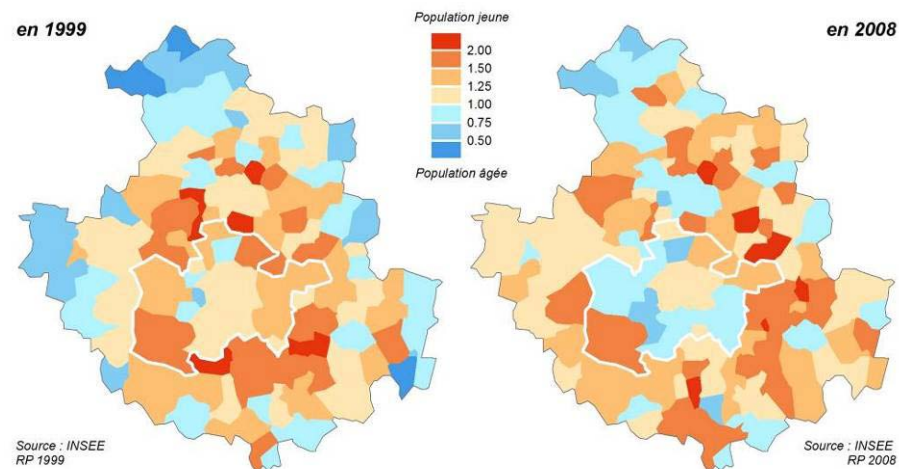 Population jeune
en 1999
en 2008
2.00
1.50
1.25
1.00
0.75
0.50
Population âgée
Source : INSEE
RP 1999
Source : INSEE
RP 2008